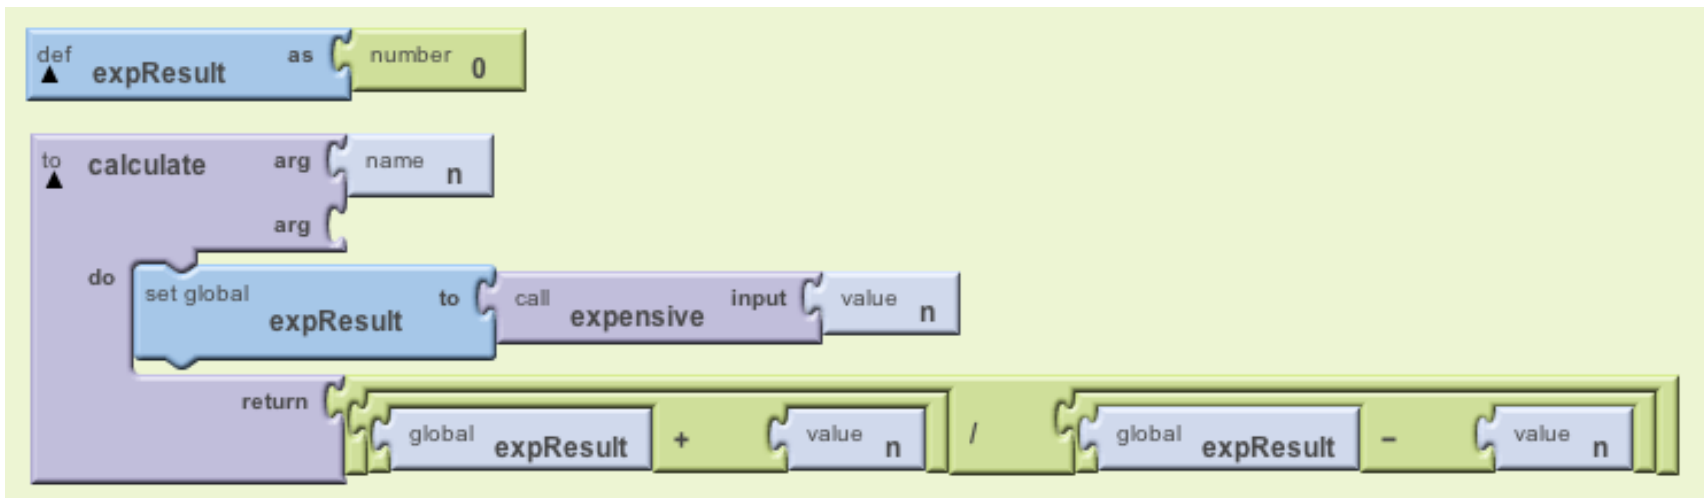 def expResult as number 0
to calculate arg name n
arg
do set global expResult to call expensive input value n
return global expResult + value n / global expResult - value n